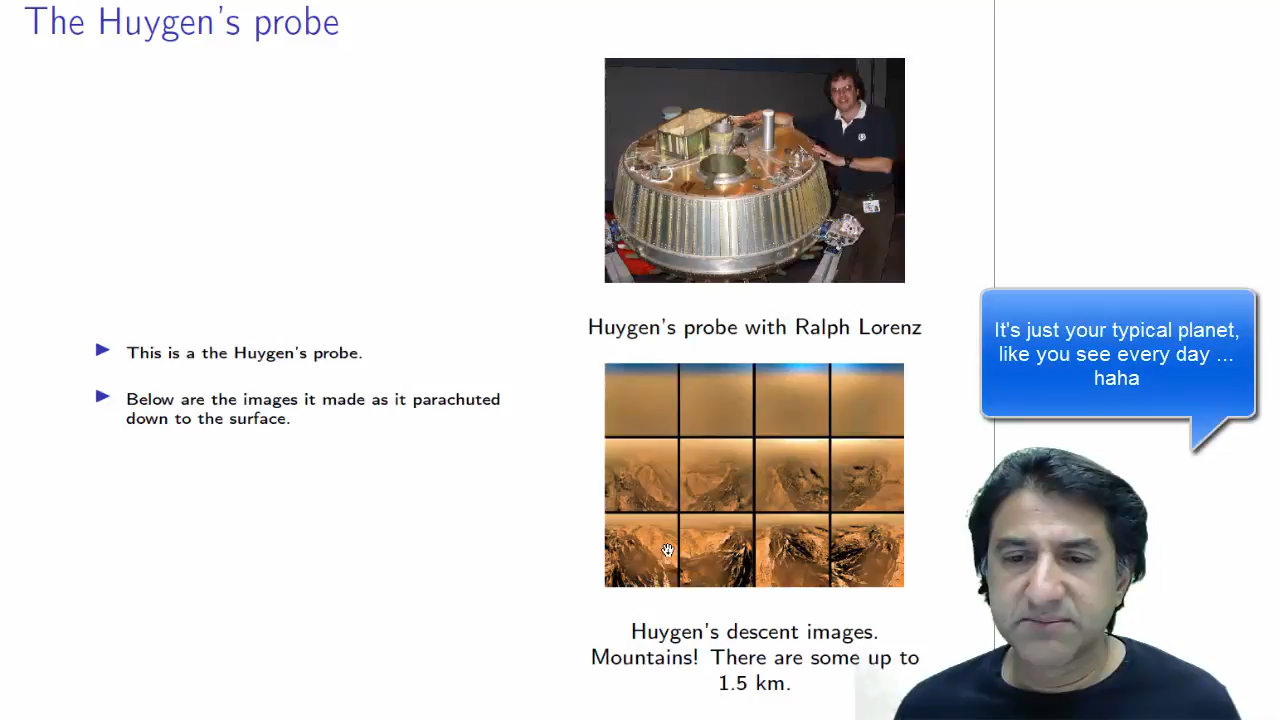 The Huygen's probe
This is a the Huygen's probe.
Below are the images it made as it parachuted
down to the surface.
Huygen's probe with Ralph Lorenz
Huygen's descent images.
Mountains! There are some up to
1.5 km.
It's just your typical planet,
like you see every day ...
haha